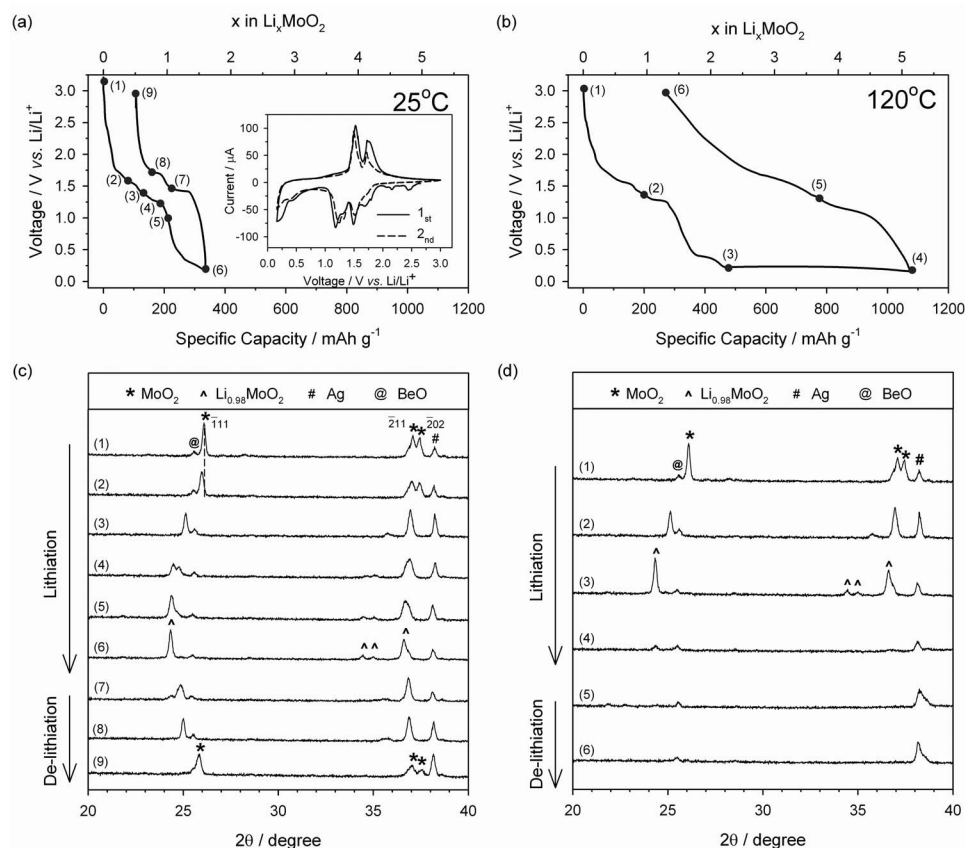 (a)
x in LixMoO2
0 1 2 3 4 5
25°C
3.0
2.5
2.0
1.5
1.0
0.5
0.0
Voltage / V vs. Li/Li+
(1)
(2)
(3)
(4)
(5)
(6)
(7)
(8)
(9)
Current / µA
100
50
0
-50
-100
1st
2nd
0.0 0.5 1.0 1.5 2.0 2.5 3.0
Voltage / V vs. Li/Li+
0 200 400 600 800 1000 1200
Specific Capacity / mAh g-1
(b)
x in LixMoO2
0 1 2 3 4 5
120°C
3.0
2.5
2.0
1.5
1.0
0.5
0.0
Voltage / V vs. Li/Li+
(1)
(2)
(3)
(4)
(5)
(6)
0 200 400 600 800 1000 1200
Specific Capacity / mAh g-1
(c)
* MoO2 ^ Li0.98MoO2 # Ag @ BeO
(1) @ * 1̄11 2̄11 * * 2̄02 #
(2)
(3)
(4)
(5)
(6) ^ ^ ^ ^
(7)
(8)
(9) * * *
Lithiation
De-lithiation
20 25 30 35 40
2θ / degree
(d)
* MoO2 ^ Li0.98MoO2 # Ag @ BeO
(1) @ * * * #
(2)
(3) ^ ^ ^ ^
(4)
(5)
(6)
Lithiation
De-lithiation
20 25 30 35 40
2θ / degree